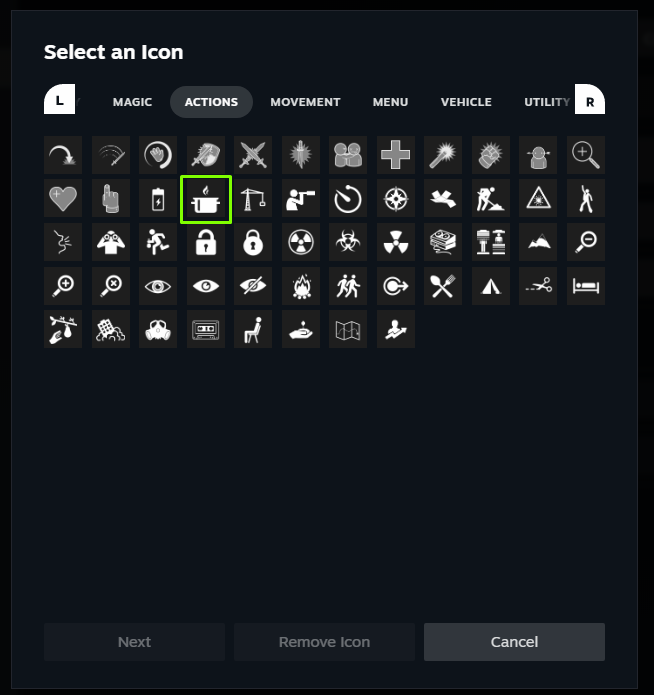 Select an Icon
L MAGIC ACTIONS MOVEMENT MENU VEHICLE UTILITY R
Next Remove Icon Cancel